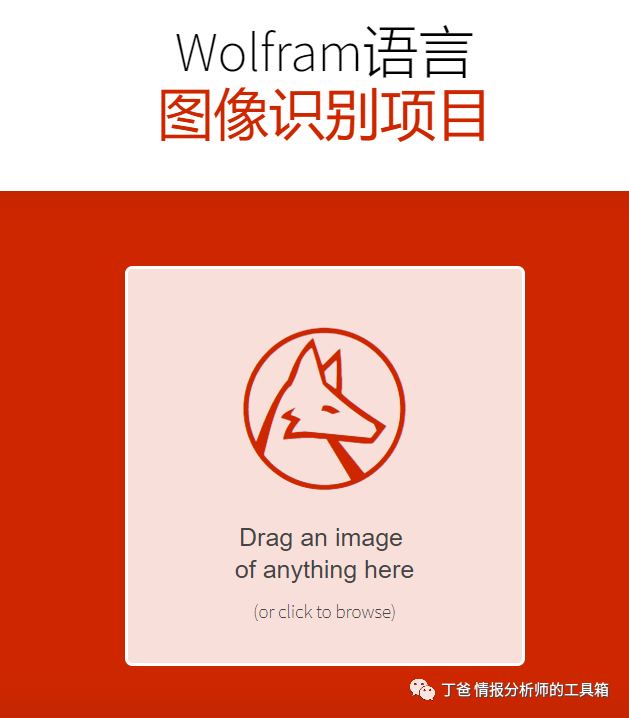 Wolfram语言
图像识别项目
Drag an image
of anything here
(or click to browse)
丁爸 情报分析师的工具箱